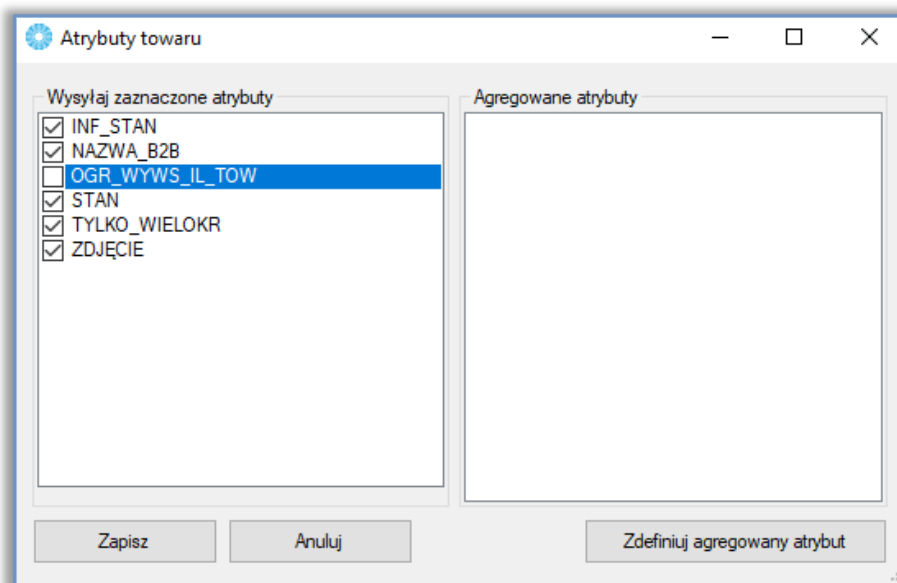 Atrybuty towaru
Wysyłaj zaznaczone atrybuty
INF_STAN
NAZWA_B2B
OGR_WYWS_IL_TOW
STAN
TYLKO_WIELOKR
ZDJĘCIE
Agregowane atrybuty
Zapisz
Anuluj
Zdefiniuj agregowany atrybut